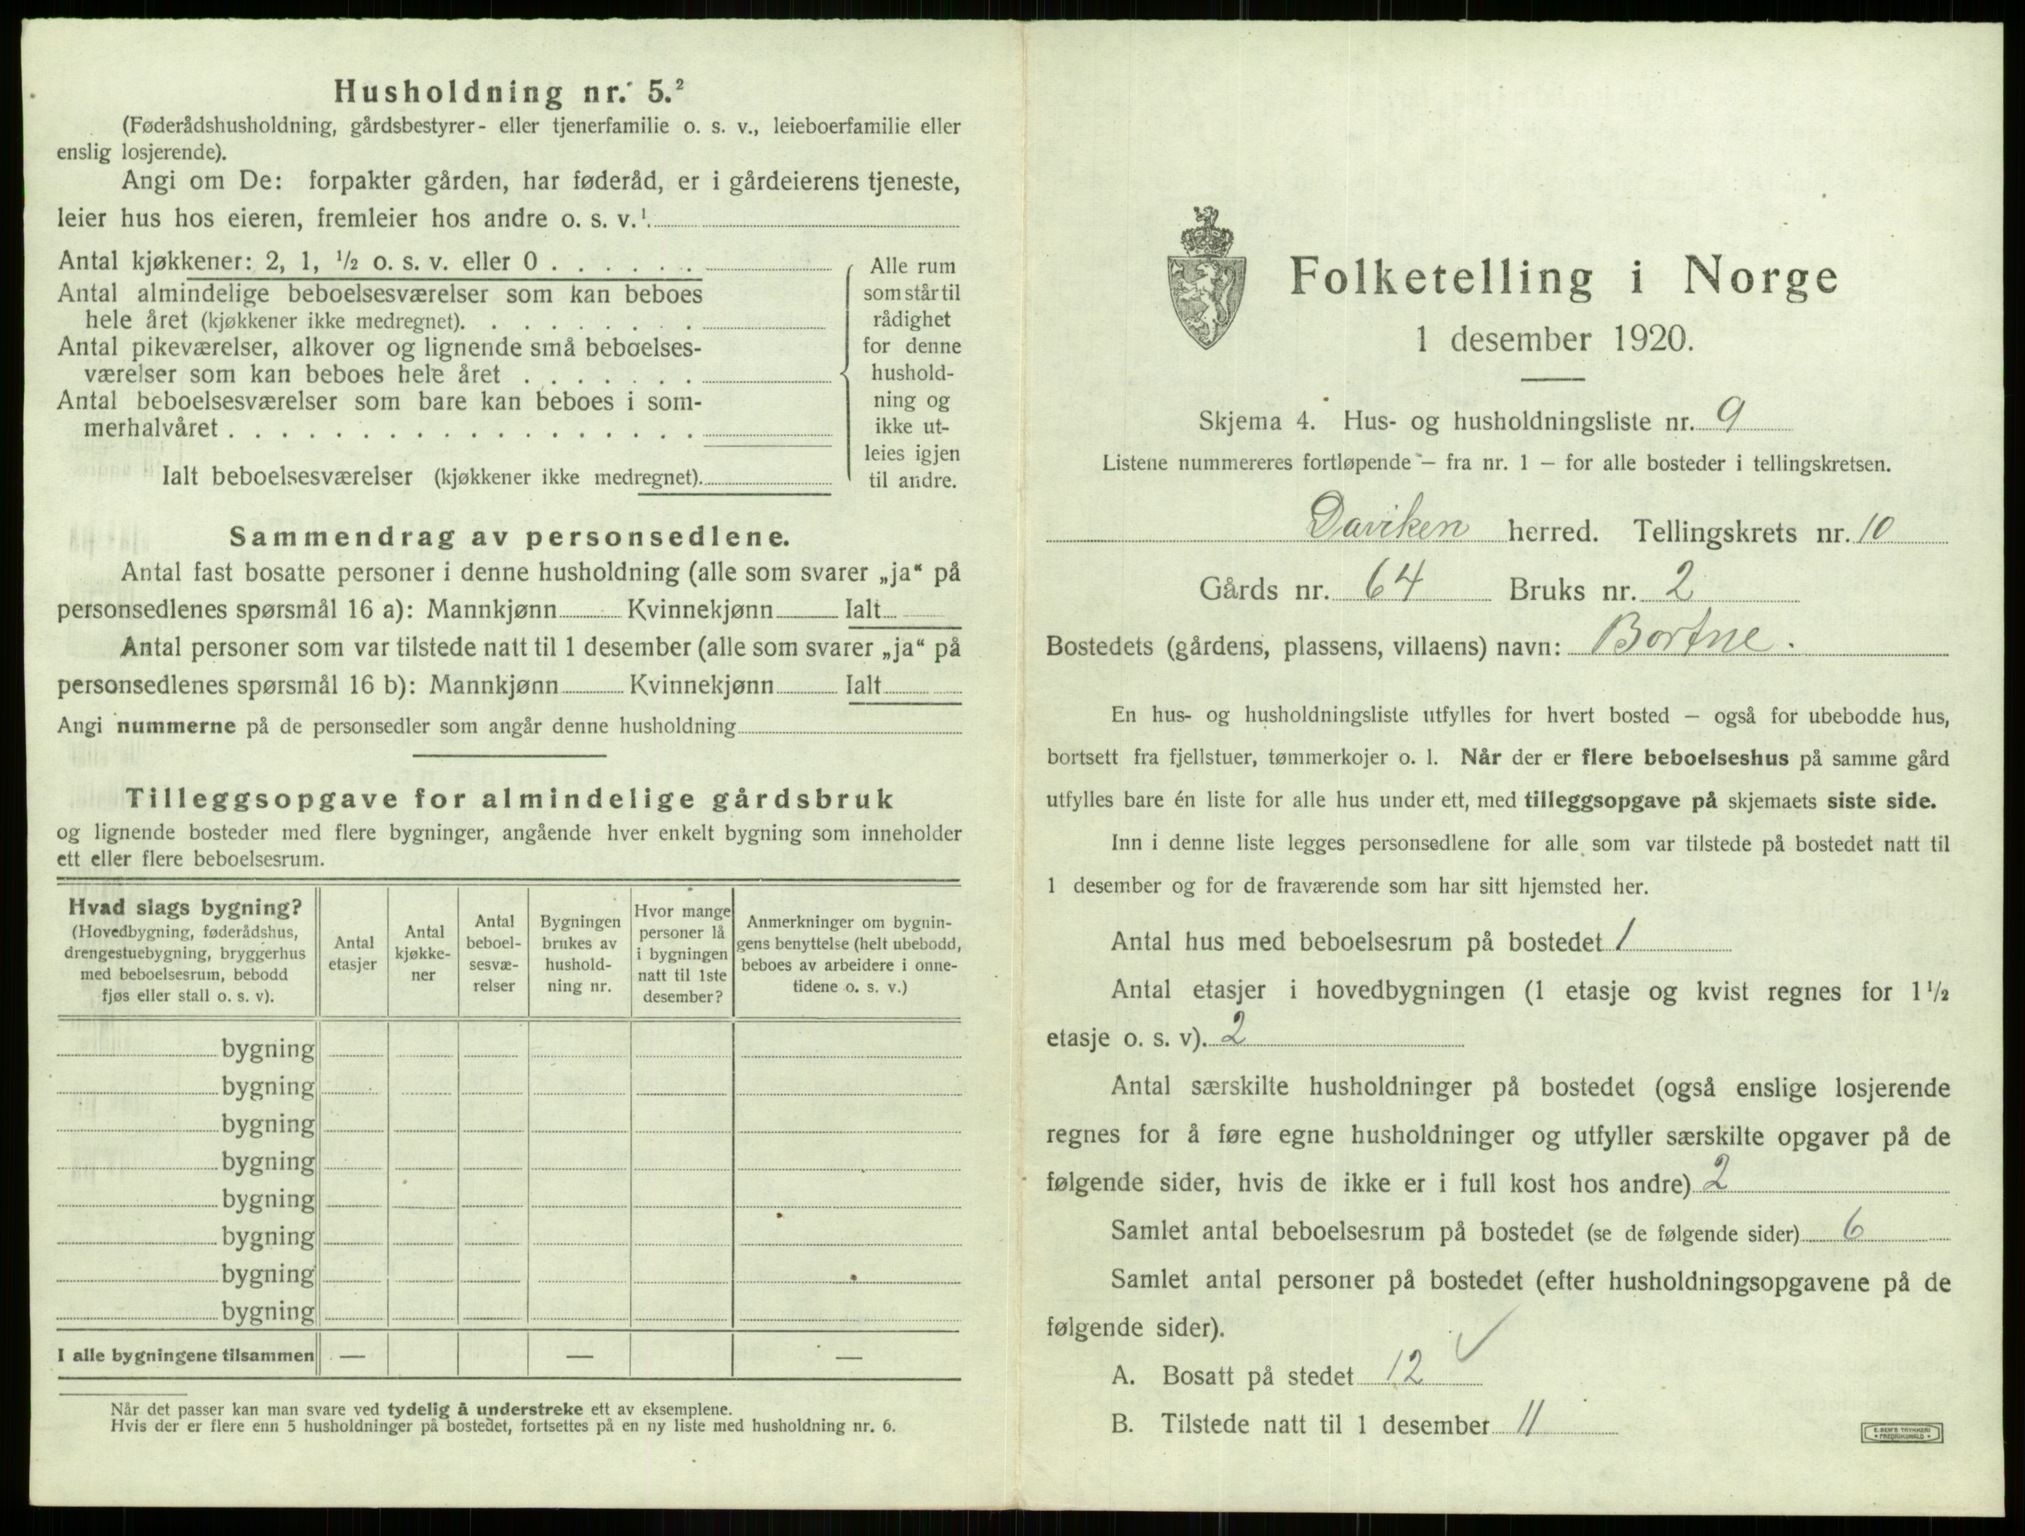 Husholdning nr. 5.²
(Føderådshusholdning, gårdsbestyrer- eller tjenerfamilie o. s. v., leieboerfamilie eller
enslig losjerende).
Angi om De: forpakter gården, har føderåd, er i gårdeierens tjeneste,
leier hus hos eieren, fremleier hos andre o. s. v.¹
Antal kjøkkener: 2, 1, ½ o. s. v. eller 0 . . . . . .
Antal almindelige beboelsesværelser som kan beboes
hele året (kjøkkener ikke medregnet). . . . . . . . .
Antal pikeværelser, alkover og lignende små beboelses-
værelser som kan beboes hele året . . . . . . .
Antal beboelsesværelser som bare kan beboes i som-
merhalvåret . . . . . . . . . . . . . . . . . .
Ialt beboelsesværelser (kjøkkener ikke medregnet)
Alle rum
som står til
rådighet
for denne
hushold-
ning og
ikke ut-
leies igjen
til andre.
Sammendrag av personsedlene.
Antal fast bosatte personer i denne husholdning (alle som svarer „ja“ på
personsedlenes spørsmål 16 a): Mannkjønn Kvinnekjønn Ialt
Antal personer som var tilstede natt til 1 desember (alle som svarer „ja“ på
personsedlenes spørsmål 16 b): Mannkjønn Kvinnekjønn Ialt
Angi nummerne på de personsedler som angår denne husholdning
Tilleggsopgave for almindelige gårdsbruk
og lignende bosteder med flere bygninger, angående hver enkelt bygning som inneholder
ett eller flere beboelsesrum.
Hvad slags bygning?
(Hovedbygning, føderådshus,
drengestuebygning, bryggerhus
med beboelsesrum, bebodd
fjøs eller stall o. s. v).
Antal
etasjer
Antal
kjøkke-
ner
Antal
beboel-
sesvæ-
relser
Bygningen
brukes av
hushold-
ning nr.
Hvor mange
personer lå
i bygningen
natt til 1ste
desember?
Anmerkninger om bygnin-
gens benyttelse (helt ubebodd,
beboes av arbeidere i onne-
tidene o. s. v.)
bygning
bygning
bygning
bygning
bygning
bygning
bygning
bygning
I alle bygningene tilsammen — — —
Når det passer kan man svare ved tydelig å understreke ett av eksemplene.
Hvis der er flere enn 5 husholdninger på bostedet, fortsettes på en ny liste med husholdning nr. 6.
Folketelling i Norge
1 desember 1920.
Skjema 4. Hus- og husholdningsliste nr. 9
Listene nummereres fortløpende — fra nr. 1 — for alle bosteder i tellingskretsen.
Daviken herred. Tellingskrets nr. 10
Gårds nr. 64 Bruks nr. 2
Bostedets (gårdens, plassens, villaens) navn: Bortne.
En hus- og husholdningsliste utfylles for hvert bosted — også for ubebodde hus,
bortsett fra fjellstuer, tømmerkojer o. l. Når der er flere beboelseshus på samme gård
utfylles bare én liste for alle hus under ett, med tilleggsopgave på skjemaets siste side.
Inn i denne liste legges personsedlene for alle som var tilstede på bostedet natt til
1 desember og for de fraværende som har sitt hjemsted her.
Antal hus med beboelsesrum på bostedet 1
Antal etasjer i hovedbygningen (1 etasje og kvist regnes for 1½
etasje o. s. v). 2
Antal særskilte husholdninger på bostedet (også enslige losjerende
regnes for å føre egne husholdninger og utfyller særskilte opgaver på de
følgende sider, hvis de ikke er i full kost hos andre) 2
Samlet antal beboelsesrum på bostedet (se de følgende sider) 6
Samlet antal personer på bostedet (efter husholdningsopgavene på de
følgende sider).
A. Bosatt på stedet 12 ✓
B. Tilstede natt til 1 desember 11
E. SEM'S TRYKKERI
FREDRIKSHALD